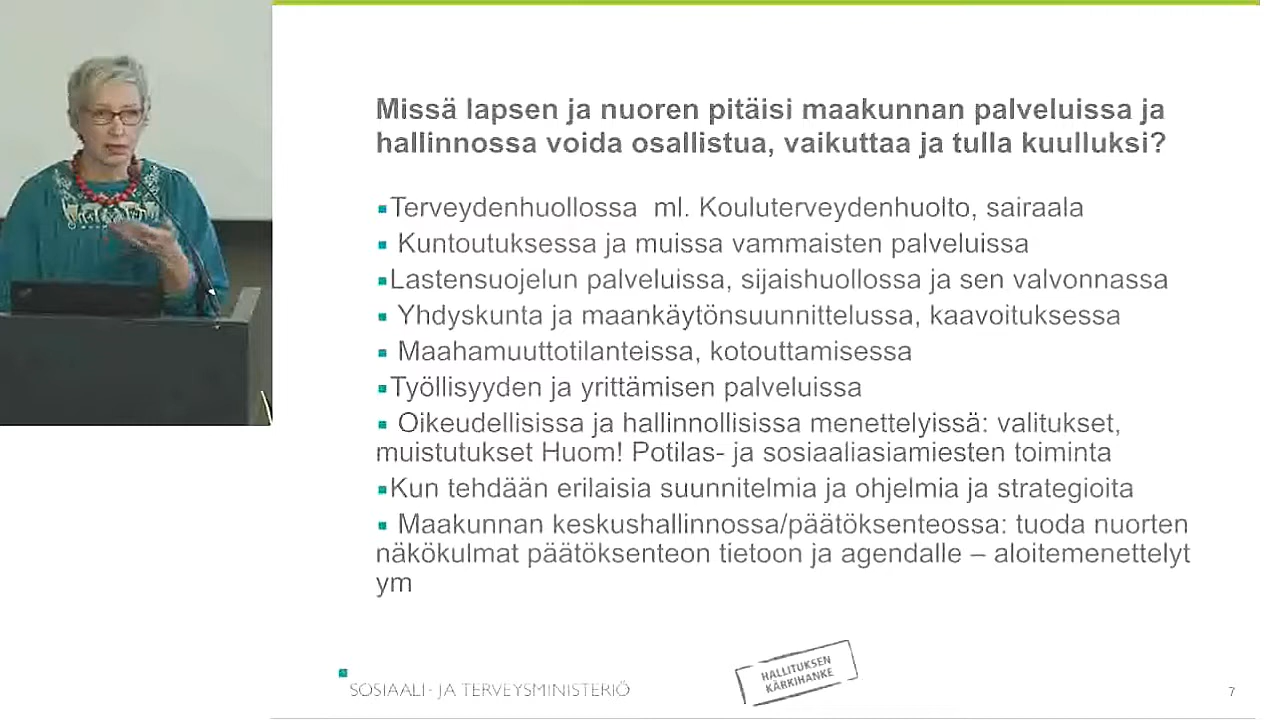 Missä lapsen ja nuoren pitäisi maakunnan palveluissa ja
hallinnossa voida osallistua, vaikuttaa ja tulla kuulluksi?
▪Terveydenhuollossa  ml. Kouluterveydenhuolto, sairaala
▪ Kuntoutuksessa ja muissa vammaisten palveluissa
▪Lastensuojelun palveluissa, sijaishuollossa ja sen valvonnassa
▪ Yhdyskunta ja maankäytönsuunnittelussa, kaavoituksessa
▪ Maahamuuttotilanteissa, kotouttamisessa
▪Työllisyyden ja yrittämisen palveluissa
▪ Oikeudellisissa ja hallinnollisissa menettelyissä: valitukset,
muistutukset Huom! Potilas- ja sosiaaliasiamiesten toiminta
▪Kun tehdään erilaisia suunnitelmia ja ohjelmia ja strategioita
▪ Maakunnan keskushallinnossa/päätöksenteossa: tuoda nuorten
näkökulmat päätöksenteon tietoon ja agendalle – aloitemenettelyt
ym
HALLITUKSEN
KÄRKIHANKE
SOSIAALI- JA TERVEYSMINISTERIÖ
7